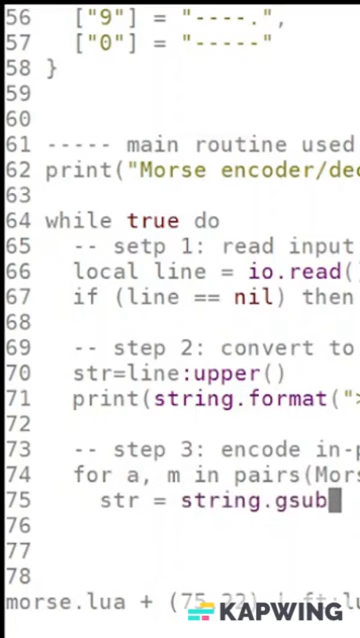 56   ["9"] = "----.",
57   ["0"] = "-----"
58 }
59
60
61 ----- main routine used
62 print("Morse encoder/dec
63
64 while true do
65   -- setp 1: read input
66   local line = io.read(
67   if (line == nil) then
68
69   -- step 2: convert to
70   str=line:upper()
71   print(string.format(">
72
73   -- step 3: encode in-p
74   for a, m in pairs(Mors
75     str = string.gsub
76
77
78
morse.lua + (75,22) | ft:lu
KAPWING